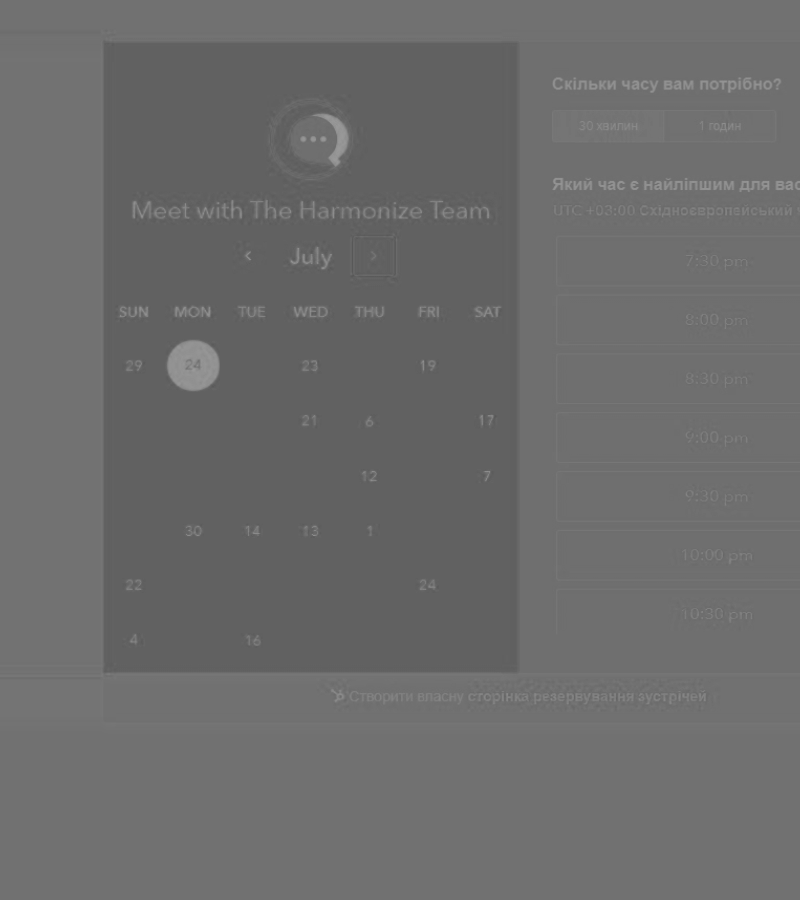 Meet with The Harmonize Team
July
SUN MON TUE WED THU FRI SAT
29 24 23 19
21 6 17
12 7
30 14 13 1
22 24
4 16
Скільки часу вам потрібно?
30 хвилин 1 годин
Який час є найліпшим для вас
UTC +03:00 Східноєвропейський
7:30 pm
8:00 pm
8:30 pm
9:00 pm
9:30 pm
10:00 pm
10:30 pm
Створити власну сторінка резервування зустрічей